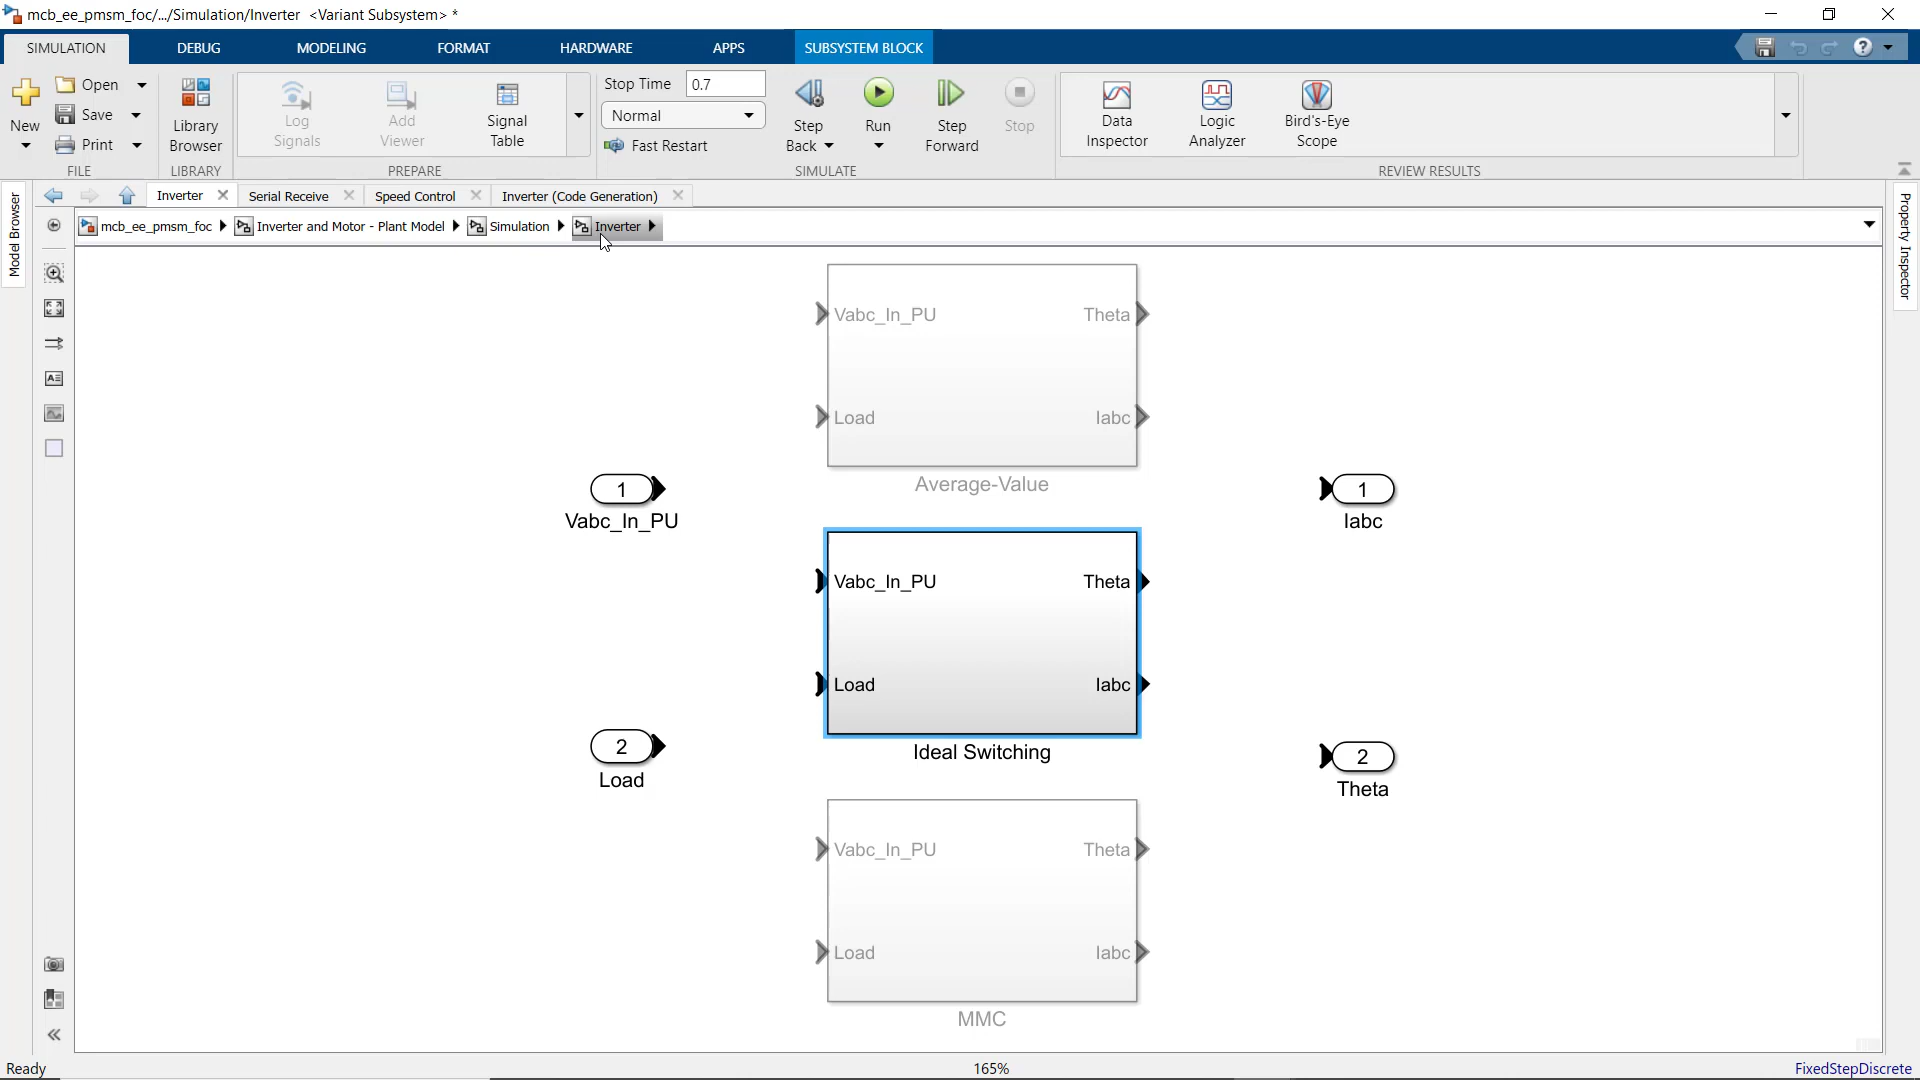 mcb_ee_pmsm_foc/.../Simulation/Inverter <Variant Subsystem> *
SIMULATION DEBUG MODELING FORMAT HARDWARE APPS SUBSYSTEM BLOCK
New
Open
Save
Print
FILE
Library
Browser
LIBRARY
Log
Signals
Add
Viewer
Signal
Table
PREPARE
Stop Time 0.7
Normal
Fast Restart
Step
Back
Run
Step
Forward
Stop
SIMULATE
Data
Inspector
Logic
Analyzer
Bird's-Eye
Scope
REVIEW RESULTS
Model Browser
Inverter Serial Receive Speed Control Inverter (Code Generation)
mcb_ee_pmsm_foc Inverter and Motor - Plant Model Simulation Inverter
Property Inspector
Vabc_In_PU Theta
Load Iabc
Average-Value
1
Vabc_In_PU
1
Iabc
Vabc_In_PU Theta
Load Iabc
Ideal Switching
2
Load
2
Theta
Vabc_In_PU Theta
Load Iabc
MMC
Ready 165% FixedStepDiscrete